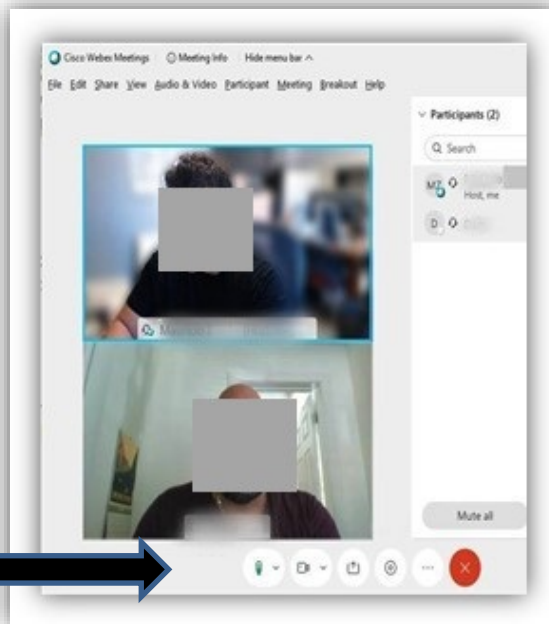 Cisco Webex Meetings Meeting Info Hide menu bar
File Edit Share View Audio & Video Participant Meeting Breakout Help
Participants (2)
Search
MZ
Host, me
D
Mute all